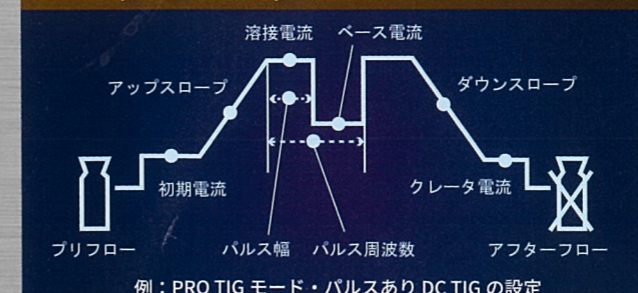 溶接電流
ベース電流
アップスロープ
ダウンスロープ
初期電流
クレータ電流
プリフロー
パルス幅
パルス周波数
アフターフロー
例：PRO TIG モード・パルスあり DC TIG の設定